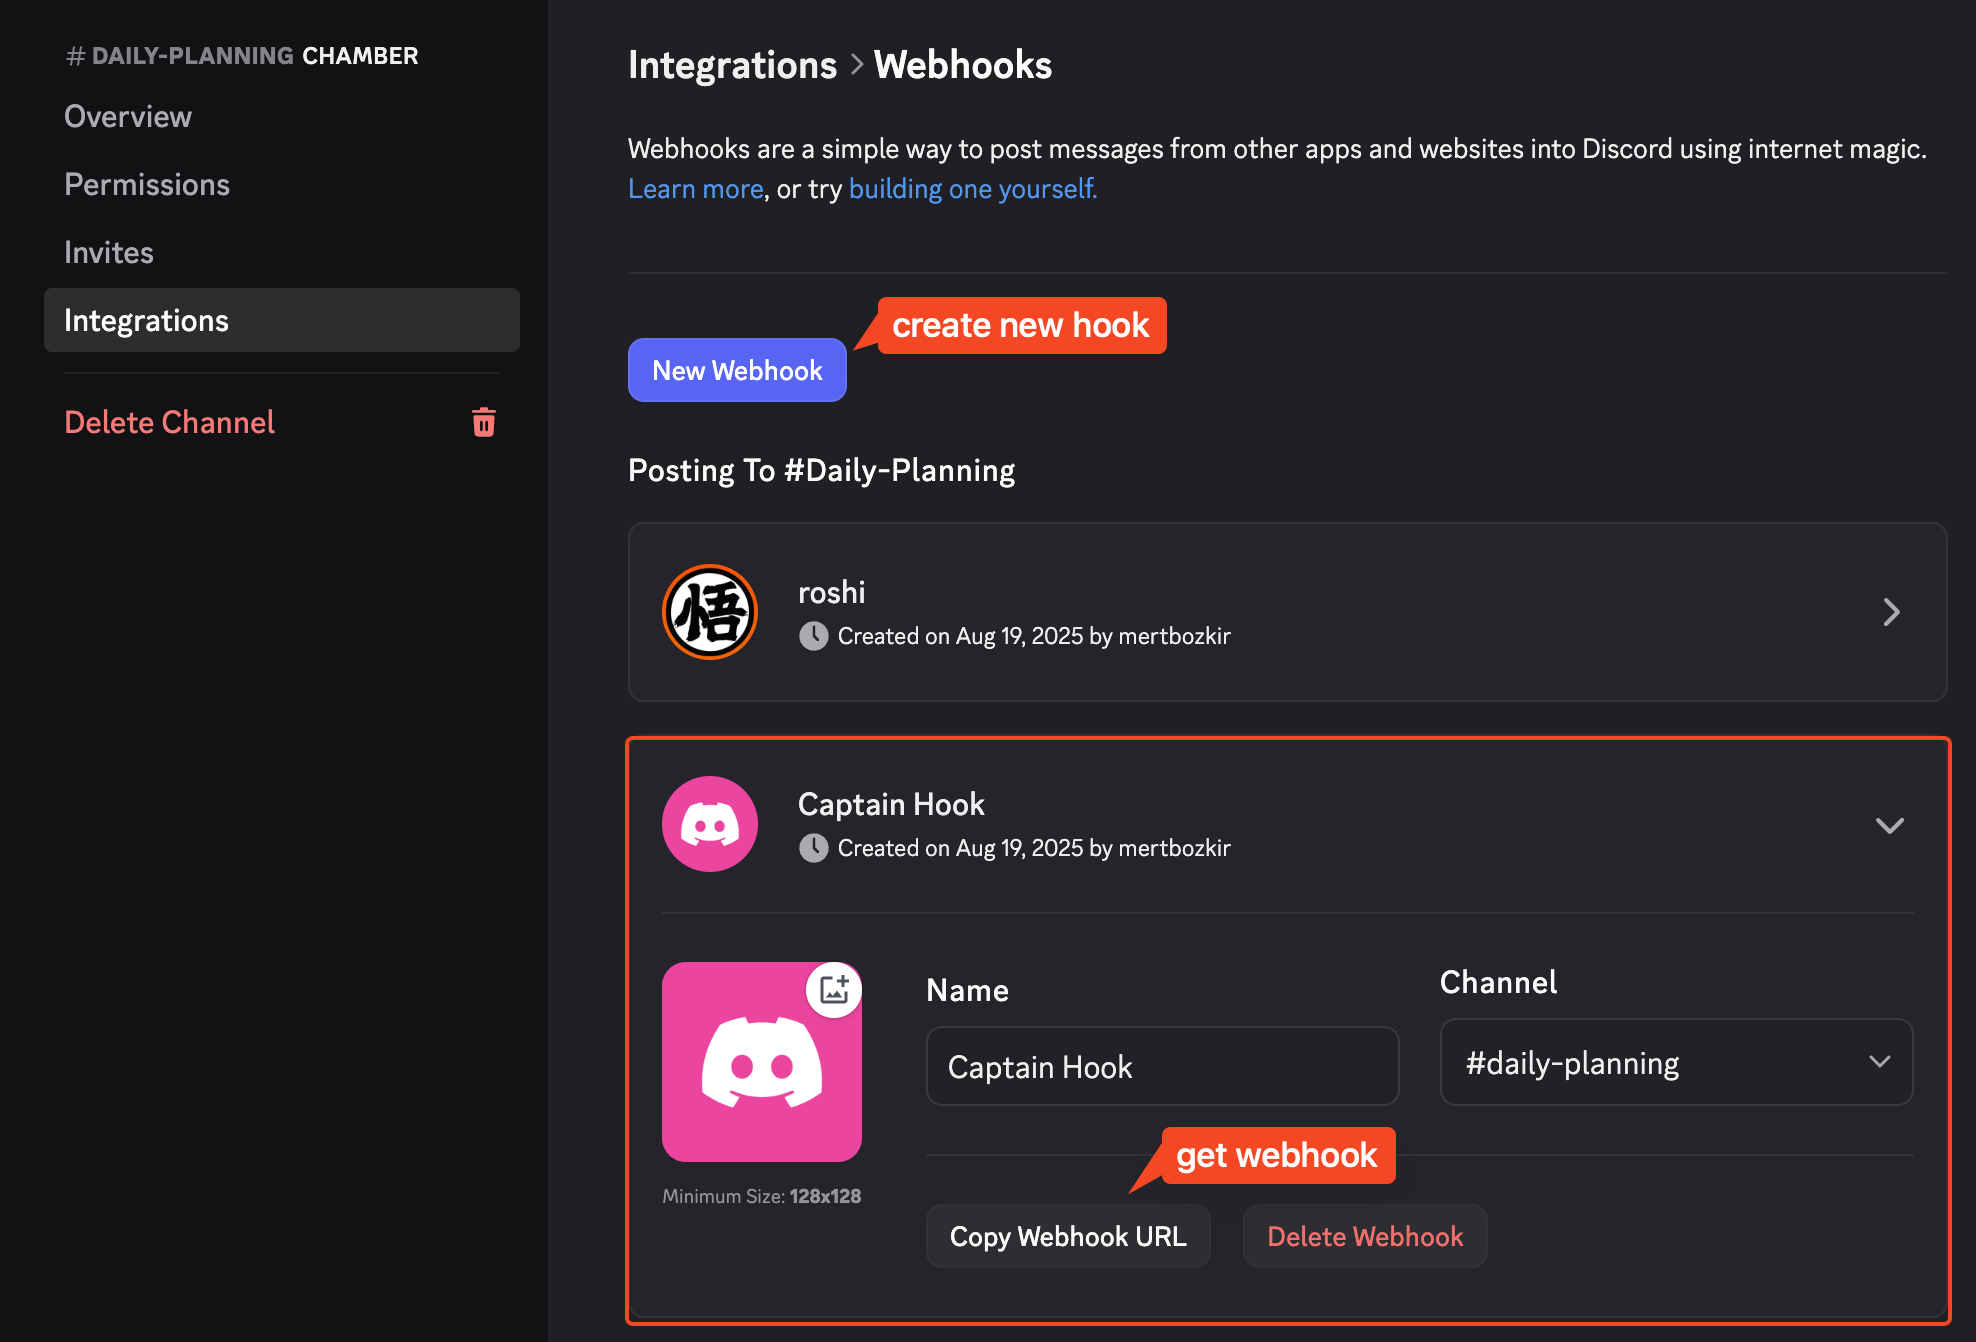 # DAILY-PLANNING CHAMBER
Overview
Permissions
Invites
Integrations
Delete Channel
Integrations > Webhooks
Webhooks are a simple way to post messages from other apps and websites into Discord using internet magic.
Learn more, or try building one yourself.
create new hook
New Webhook
Posting To #Daily-Planning
悟
roshi
Created on Aug 19, 2025 by mertbozkir
Captain Hook
Created on Aug 19, 2025 by mertbozkir
Name
Channel
Captain Hook
#daily-planning
get webhook
Minimum Size: 128x128
Copy Webhook URL
Delete Webhook